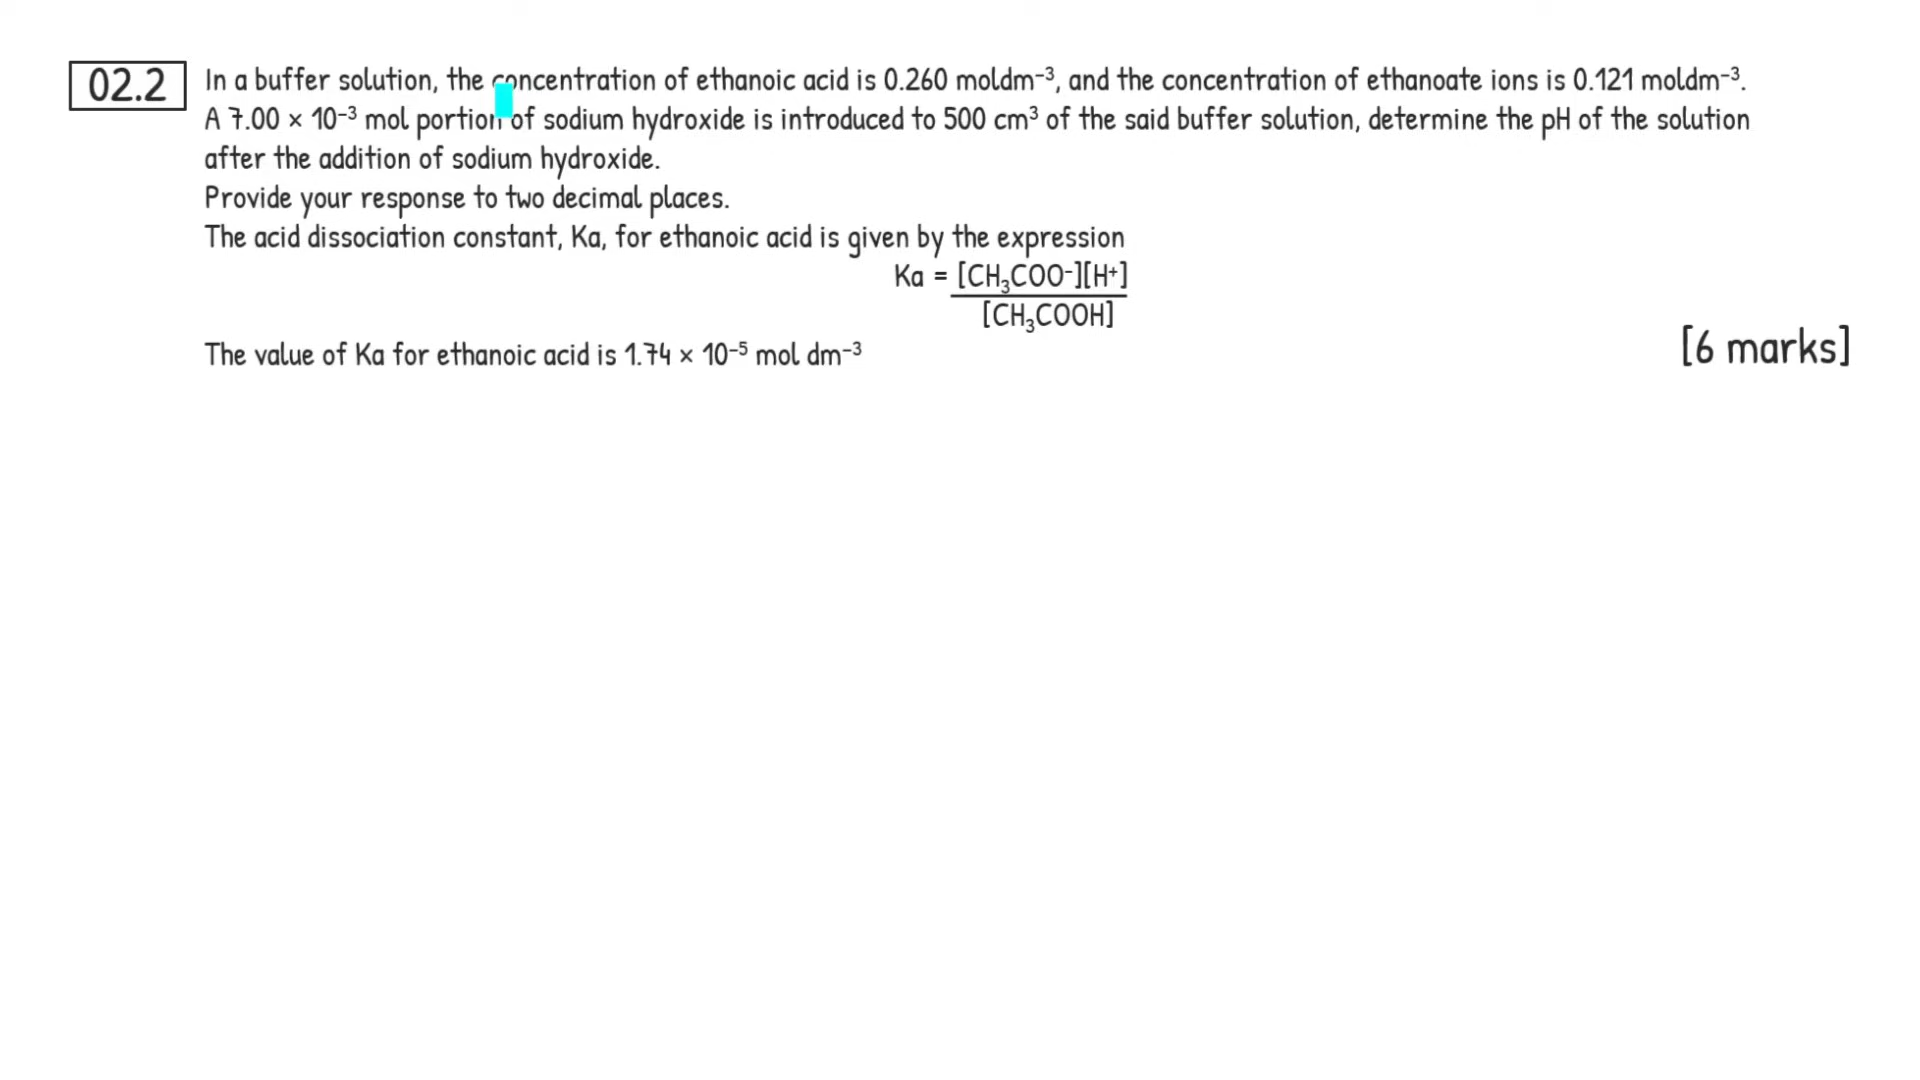 02.2
In a buffer solution, the concentration of ethanoic acid is 0.260 moldm⁻³, and the concentration of ethanoate ions is 0.121 moldm⁻³.
A 7.00 × 10⁻³ mol portion of sodium hydroxide is introduced to 500 cm³ of the said buffer solution, determine the pH of the solution
after the addition of sodium hydroxide.
Provide your response to two decimal places.
The acid dissociation constant, Ka, for ethanoic acid is given by the expression
Ka = [CH₃COO⁻][H⁺]
[CH₃COOH]
The value of Ka for ethanoic acid is 1.74 × 10⁻⁵ mol dm⁻³
[6 marks]